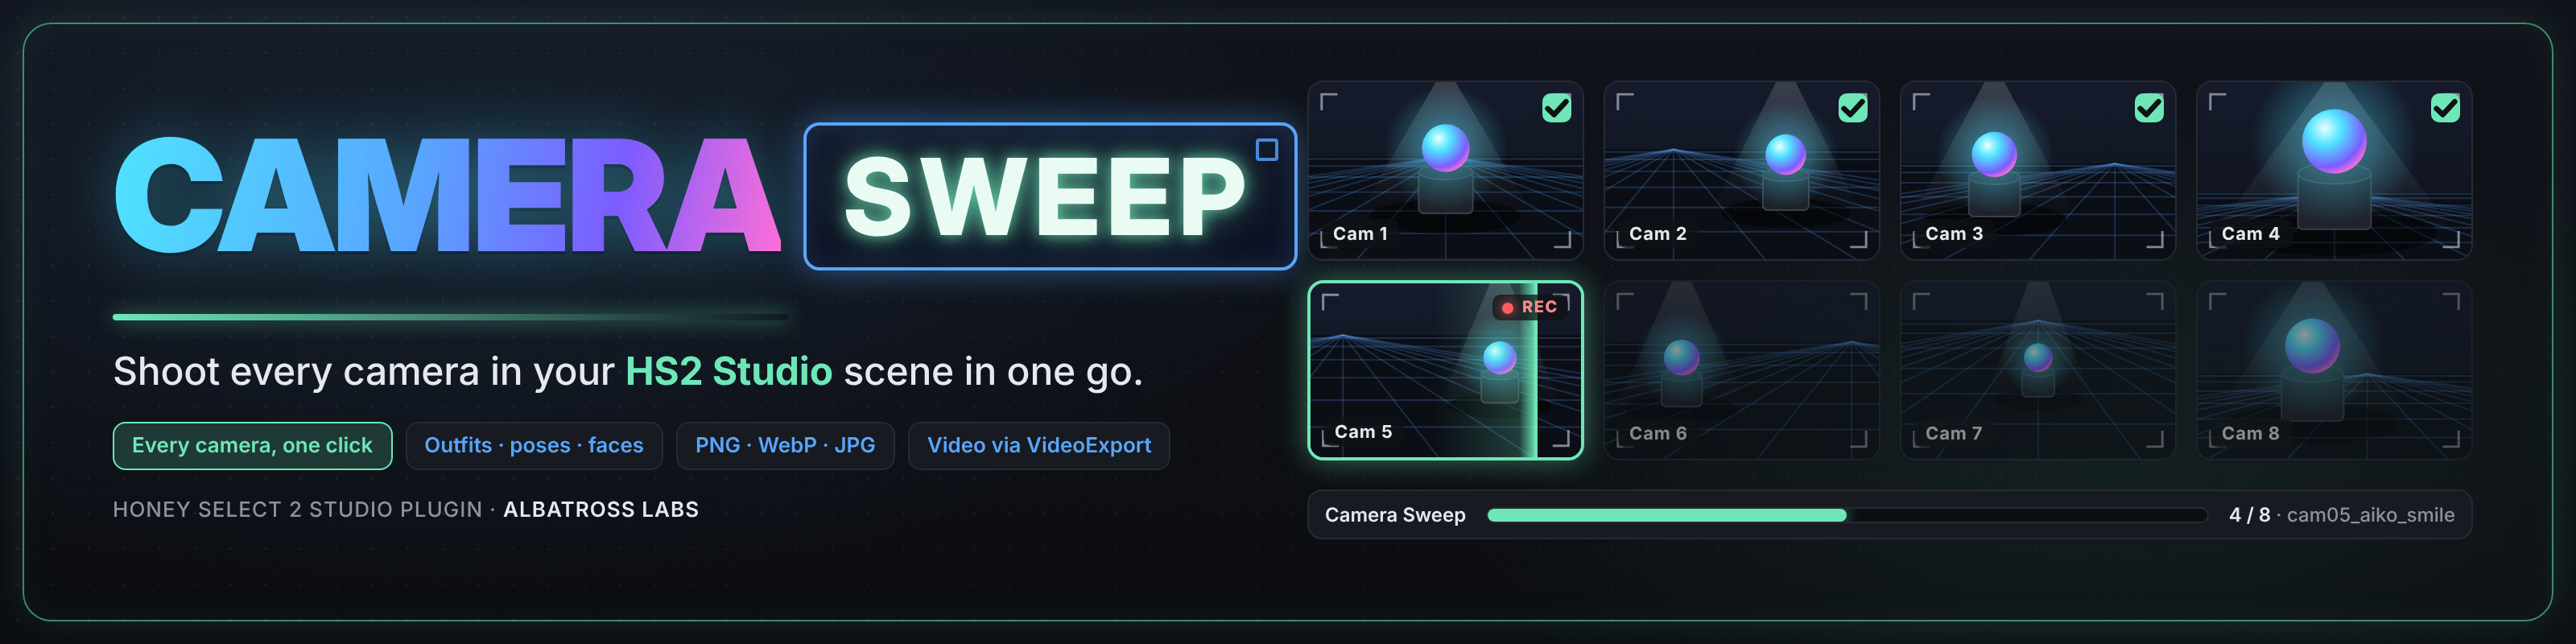 CAMERA SWEEP
Shoot every camera in your HS2 Studio scene in one go.
Every camera, one click
Outfits · poses · faces
PNG · WebP · JPG
Video via VideoExport
HONEY SELECT 2 STUDIO PLUGIN · ALBATROSS LABS
Cam 1
Cam 2
Cam 3
Cam 4
REC
Cam 5
Cam 6
Cam 7
Cam 8
Camera Sweep
4 / 8 · cam05_aiko_smile